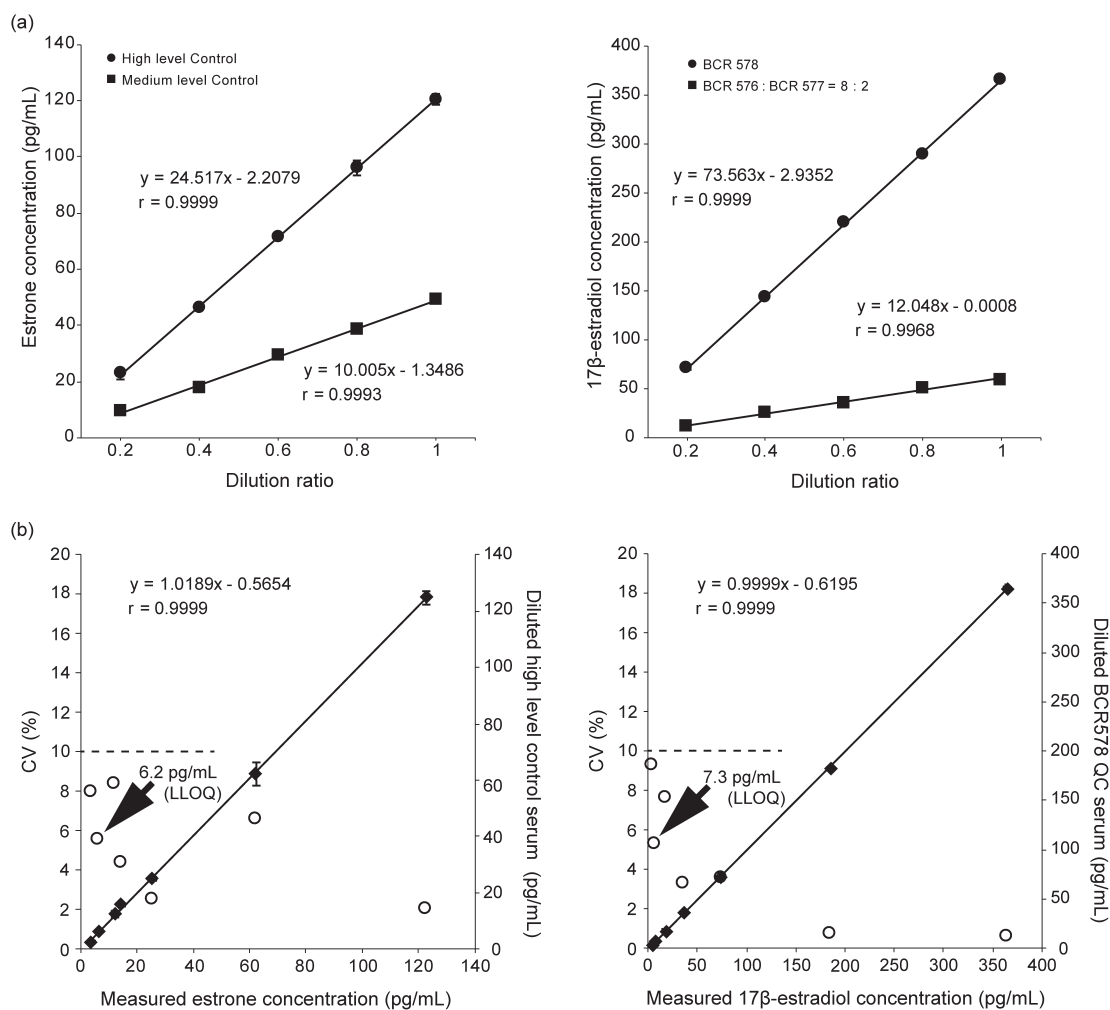 (a)
140
120
100
80
60
40
20
0
Estrone concentration (pg/mL)
High level Control
Medium level Control
y = 24.517x - 2.2079
r = 0.9999
y = 10.005x - 1.3486
r = 0.9993
0.2 0.4 0.6 0.8 1
Dilution ratio
400
350
300
250
200
150
100
50
0
17β-estradiol concentration (pg/mL)
BCR 578
BCR 576 : BCR 577 = 8 : 2
y = 73.563x - 2.9352
r = 0.9999
y = 12.048x - 0.0008
r = 0.9968
0.2 0.4 0.6 0.8 1
Dilution ratio
(b)
20
18
16
14
12
10
8
6
4
2
0
CV (%)
y = 1.0189x - 0.5654
r = 0.9999
6.2 pg/mL
(LLOQ)
140
120
100
80
60
40
20
0
Diluted high level control serum (pg/mL)
0 20 40 60 80 100 120 140
Measured estrone concentration (pg/mL)
20
18
16
14
12
10
8
6
4
2
0
CV (%)
y = 0.9999x - 0.6195
r = 0.9999
7.3 pg/mL
(LLOQ)
400
350
300
250
200
150
100
50
0
Diluted BCR578 QC serum (pg/mL)
0 50 100 150 200 250 300 350 400
Measured 17β-estradiol concentration (pg/mL)